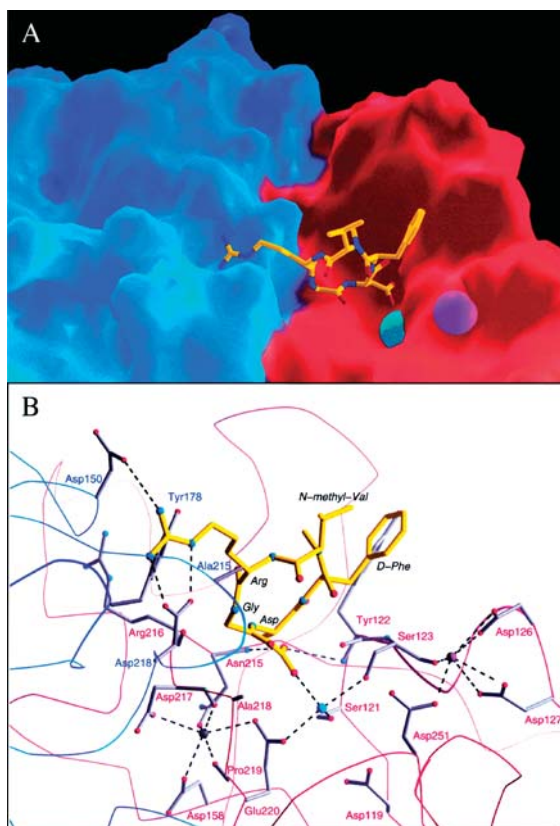 A
B
Asp150
Tyr178
N-methyl-Val
D-Phe
Ala215
Arg
Gly
Asp
Tyr122
Ser123
Asp126
Arg216
Asp218
Asn215
Asp217
Ala218
Ser121
Asp127
Asp251
Pro219
Asp158
Glu220
Asp119